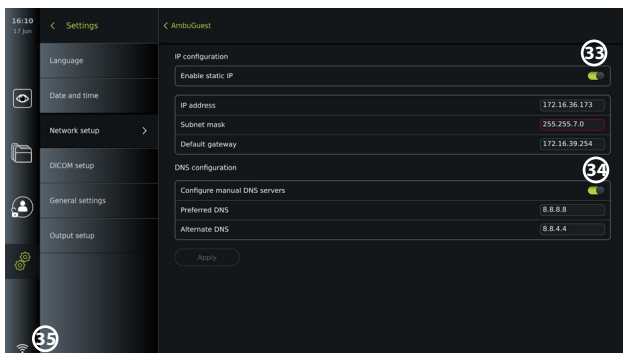 16:10
17 Jun
Settings
AmbuGuest
Language
Date and time
Network setup
DICOM setup
General settings
Output setup
IP configuration
33
Enable static IP
IP address 172.16.36.173
Subnet mask 255.255.7.0
Default gateway 172.16.39.254
DNS configuration
34
Configure manual DNS servers
Preferred DNS 8.8.8.8
Alternate DNS 8.8.4.4
Apply
35